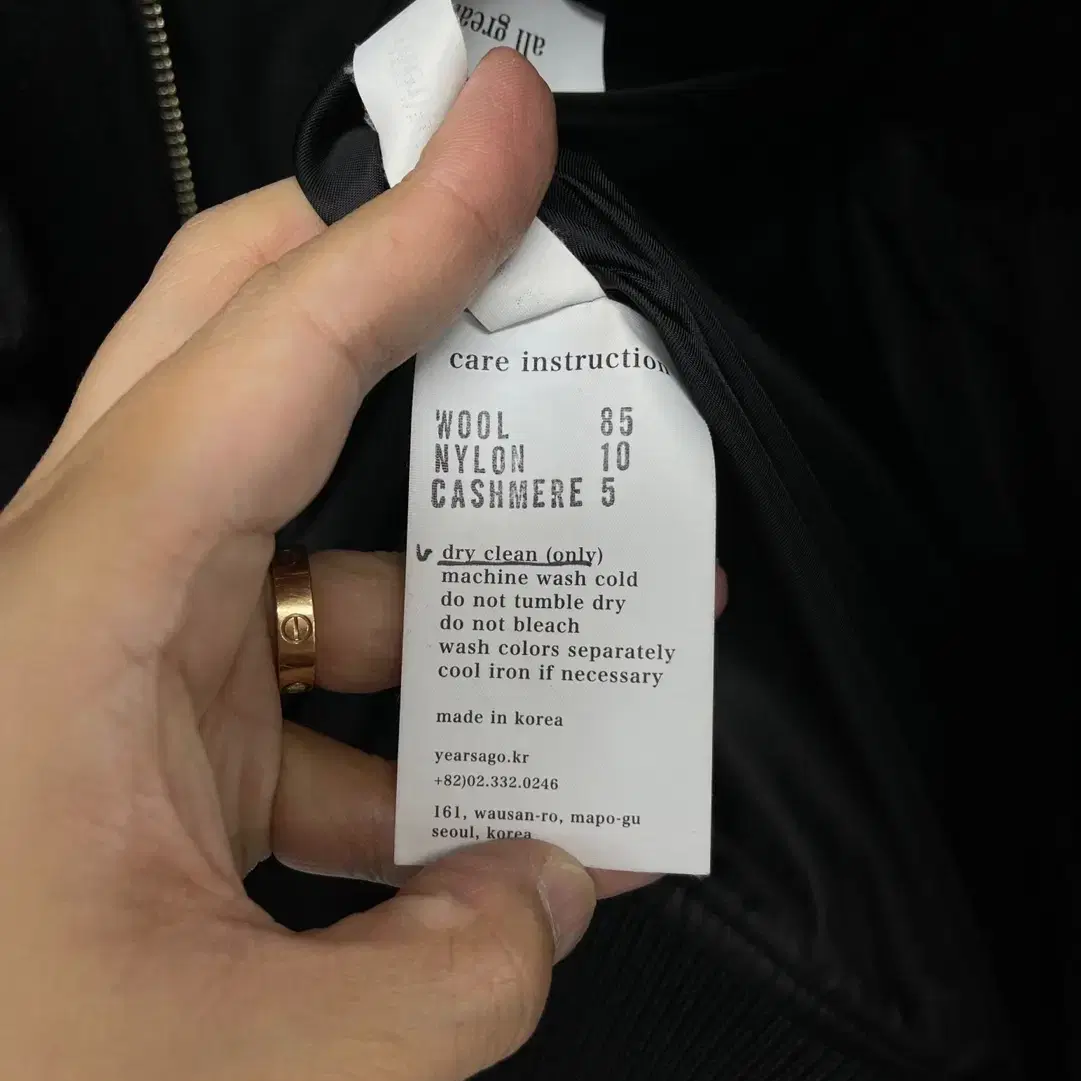 all
care instruction
WOOL 85
NYLON 10
CASHMERE 5
dry clean (only)
machine wash cold
do not tumble dry
do not bleach
wash colors separately
cool iron if necessary
made in korea
yearsago.kr
+82)02.332.0246
161, wausan-ro, mapo-gu
seoul, korea